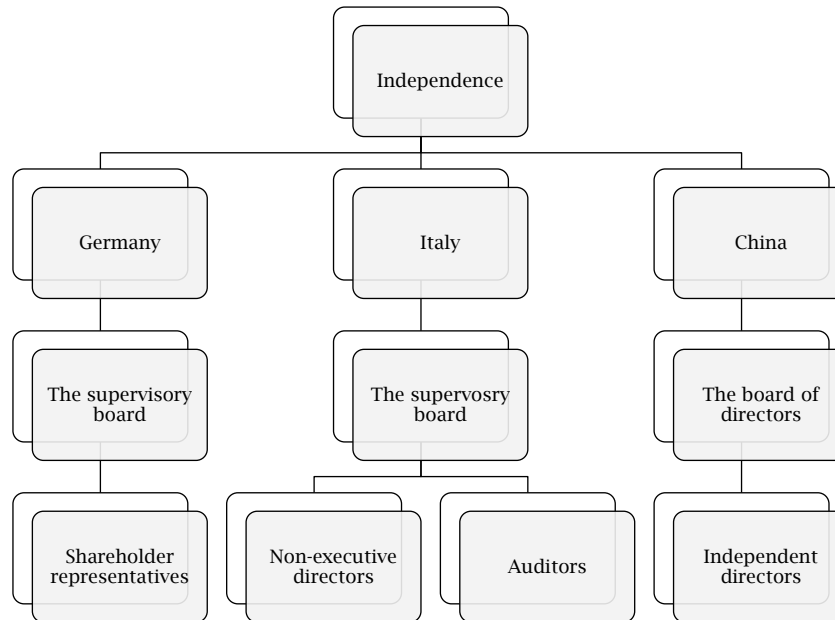 Independence
Germany
Italy
China
The supervisory
board
The supervosry
board
The board of
directors
Shareholder
representatives
Non-executive
directors
Auditors
Independent
directors